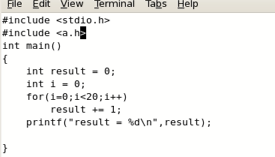 File Edit View Terminal Tabs Help
#include <stdio.h>
#include <a.h>
int main()
{
    int result = 0;
    int i = 0;
    for(i=0;i<20;i++)
        result += 1;
    printf("result = %d\n",result);
}